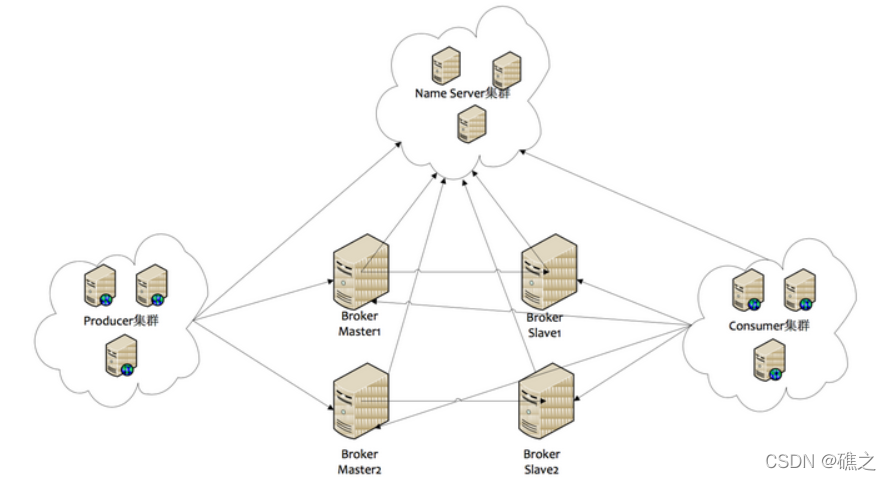 Name Server集群
Producer集群
Broker
Master1
Broker
Slave1
Consumer集群
Broker
Master2
Broker
Slave2
CSDN @礁之